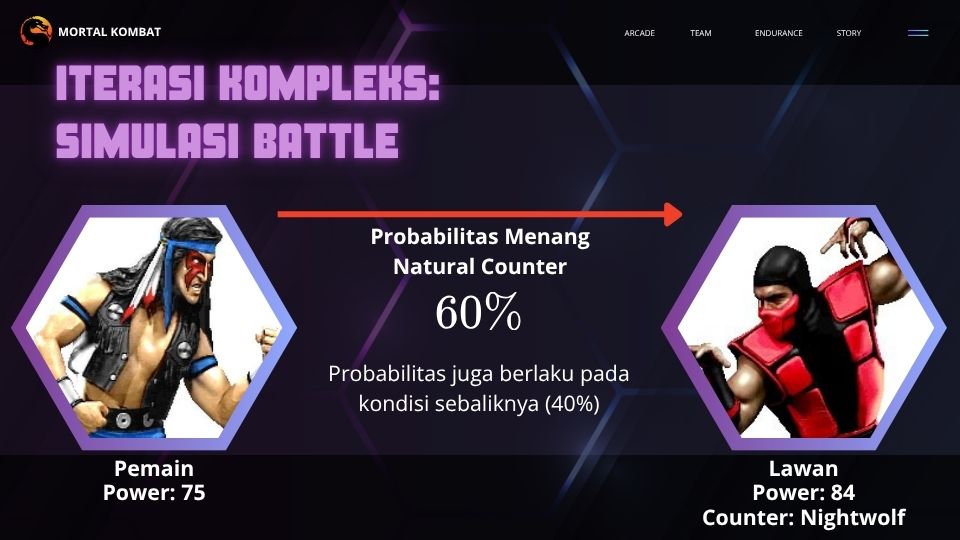 MORTAL KOMBAT
ARCADE
TEAM
ENDURANCE
STORY
ITERASI KOMPLEKS:
SIMULASI BATTLE
Probabilitas Menang
Natural Counter
60%
Probabilitas juga berlaku pada
kondisi sebaliknya (40%)
Pemain
Power: 75
Lawan
Power: 84
Counter: Nightwolf